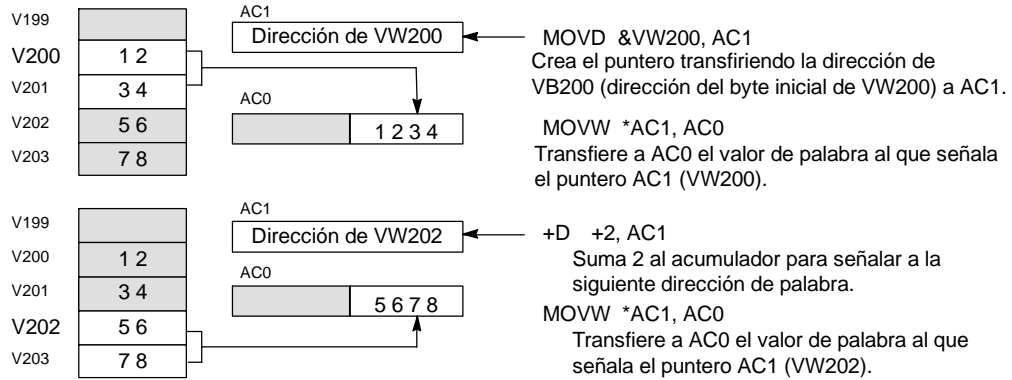 V199
V200
V201
V202
V203
1 2
3 4
5 6
7 8
AC1
Dirección de VW200
AC0
1 2 3 4
MOVD &VW200, AC1
Crea el puntero transfiriendo la dirección de
VB200 (dirección del byte inicial de VW200) a AC1.
MOVW *AC1, AC0
Transfiere a AC0 el valor de palabra al que señala
el puntero AC1 (VW200).
V199
V200
V201
V202
V203
1 2
3 4
5 6
7 8
AC1
Dirección de VW202
AC0
5 6 7 8
+D +2, AC1
Suma 2 al acumulador para señalar a la
siguiente dirección de palabra.
MOVW *AC1, AC0
Transfiere a AC0 el valor de palabra al que
señala el puntero AC1 (VW202).